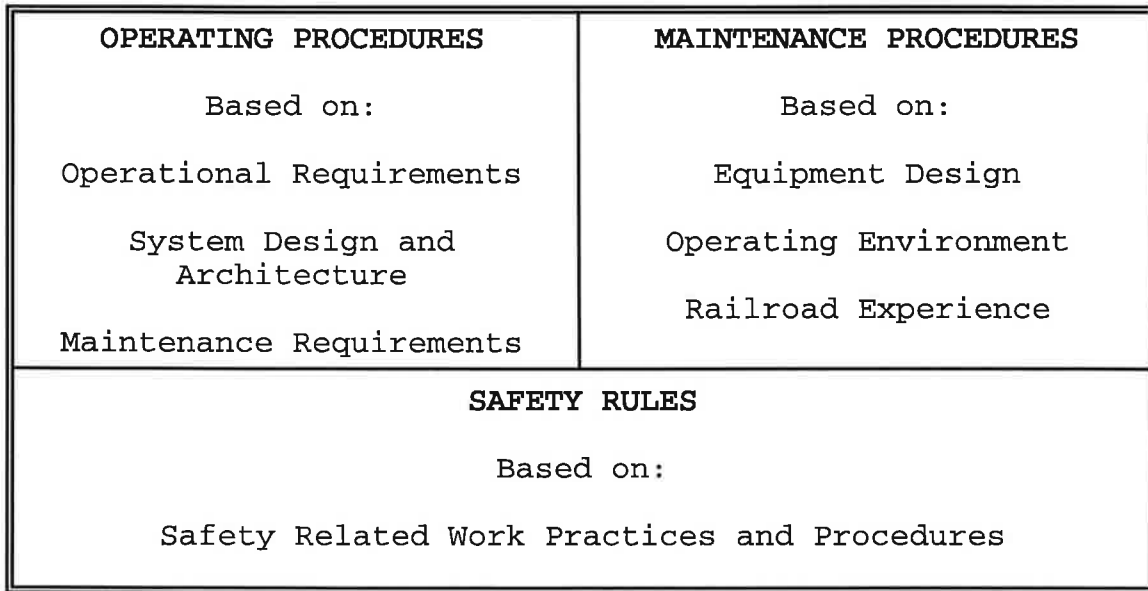 OPERATING PROCEDURES
Based on:
Operational Requirements
System Design and
Architecture
Maintenance Requirements
MAINTENANCE PROCEDURES
Based on:
Equipment Design
Operating Environment
Railroad Experience
SAFETY RULES
Based on:
Safety Related Work Practices and Procedures